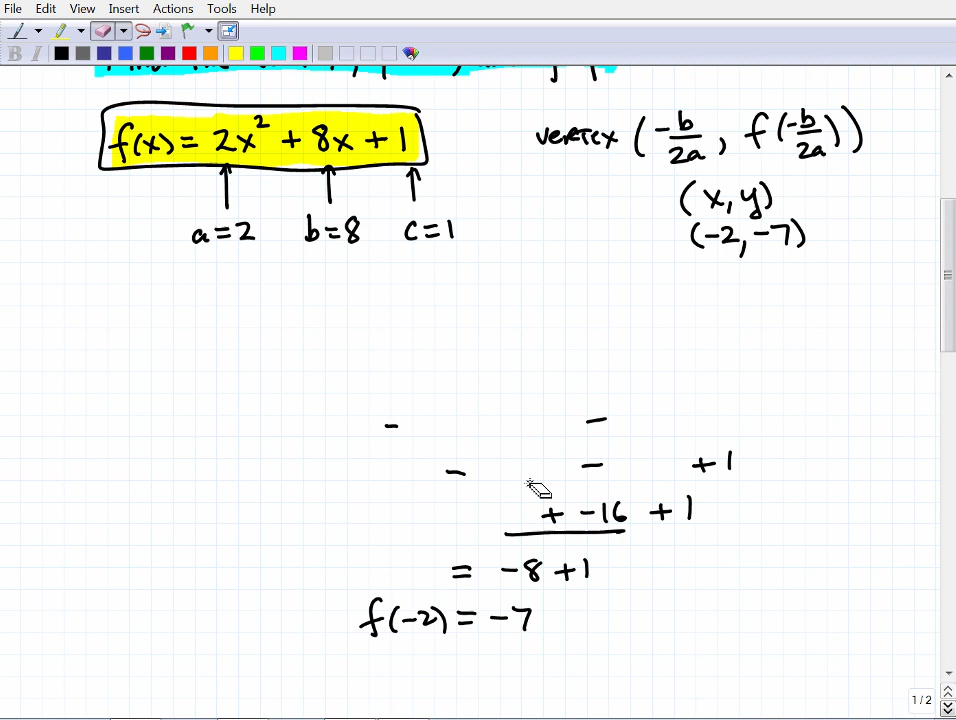 File Edit View Insert Actions Tools Help
B I
f(x) = 2x² + 8x + 1
vertex (-b/2a, f(-b/2a))
(x, y)
a=2 b=8 c=1
(-2, -7)
- -
- - +1
+ -16 +1
= -8 +1
f(-2) = -7
1 / 2